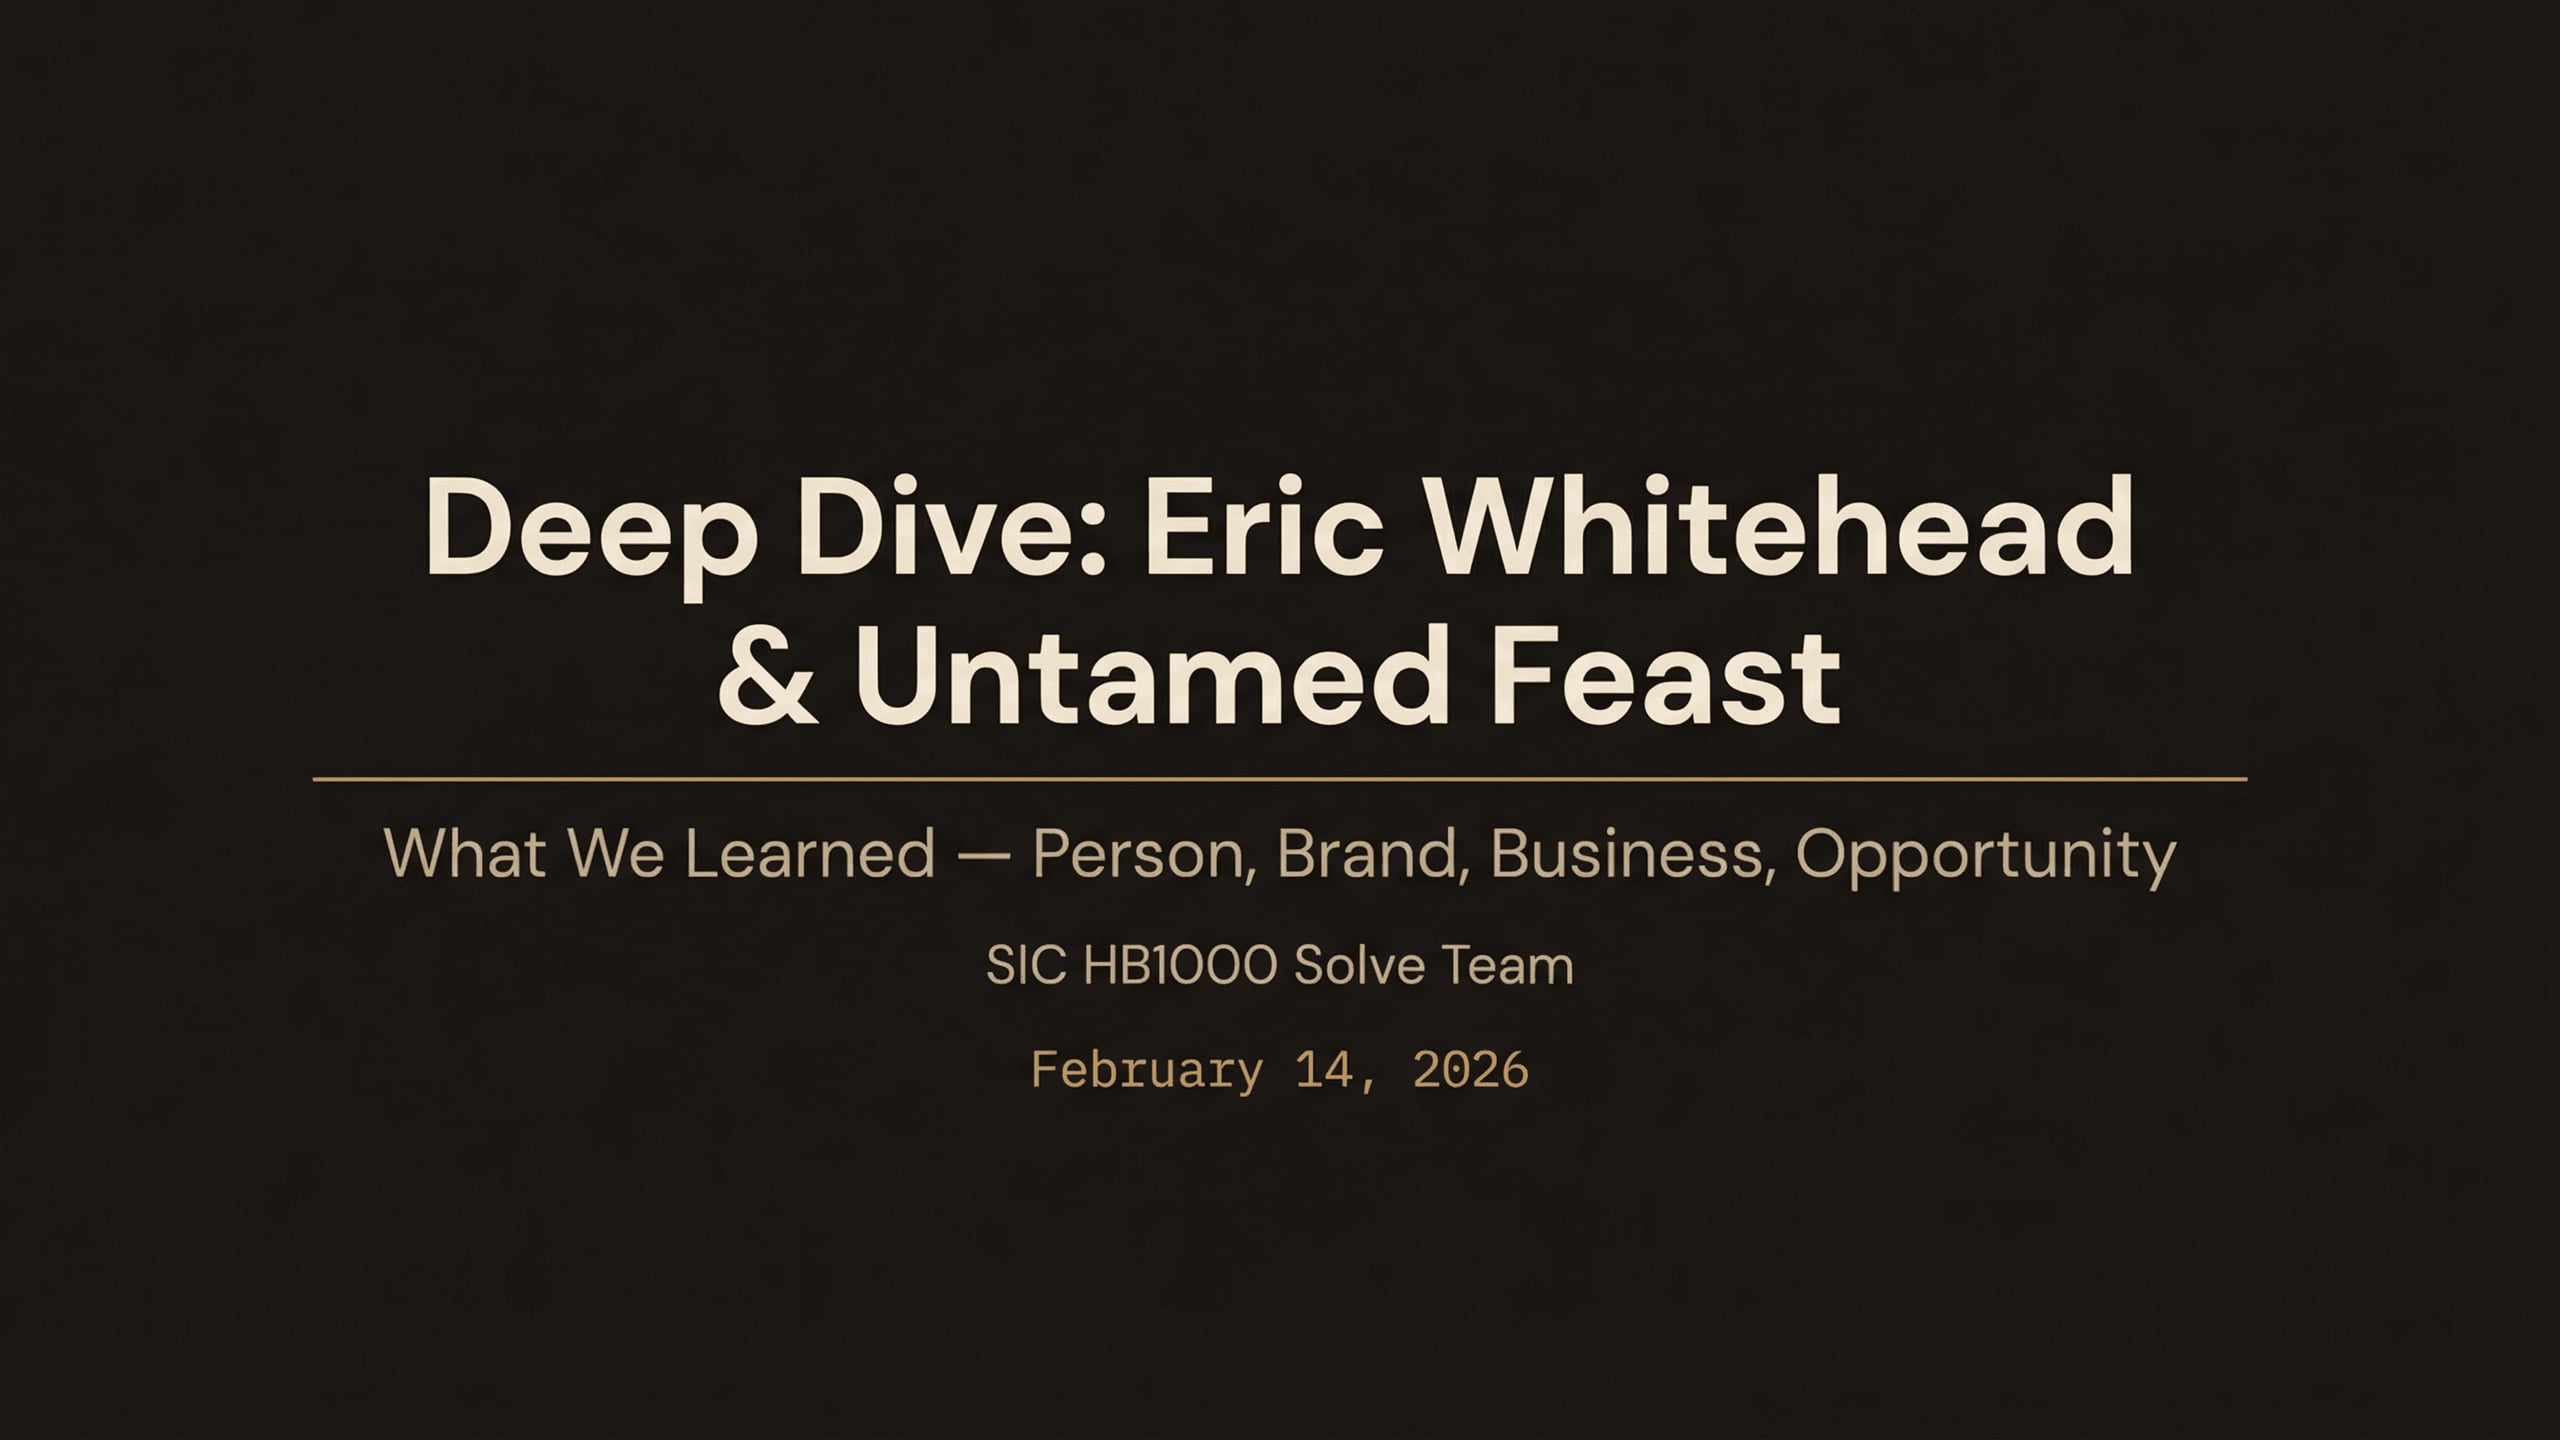 Deep Dive: Eric Whitehead
& Untamed Feast
What We Learned — Person, Brand, Business, Opportunity
SIC HB1000 Solve Team
February 14, 2026